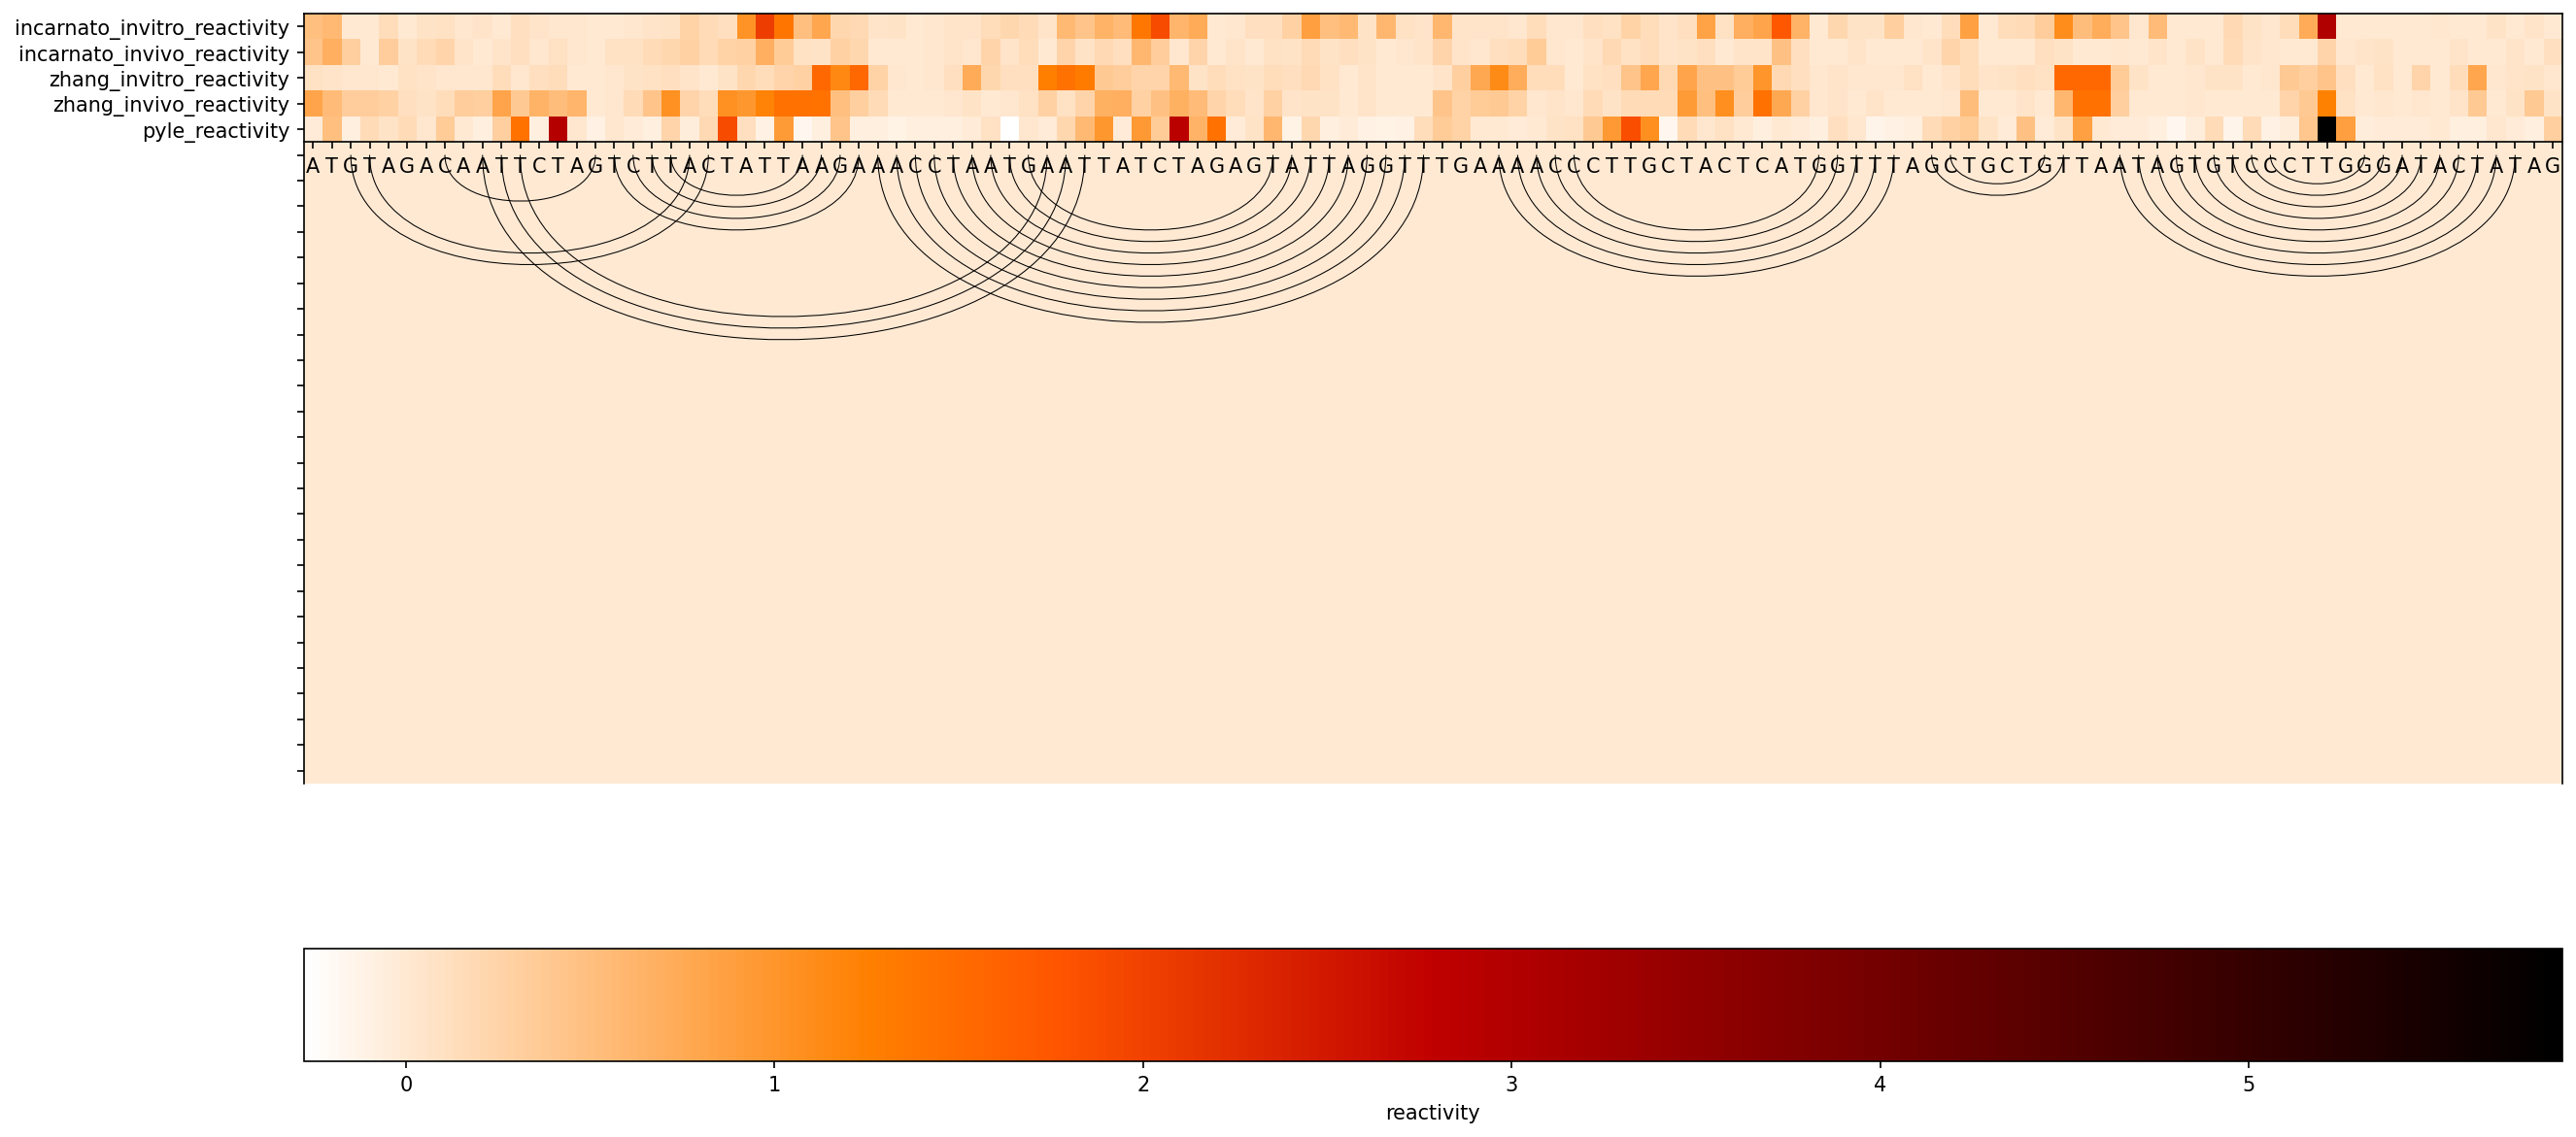 incarnato_invitro_reactivity
incarnato_invivo_reactivity
zhang_invitro_reactivity
zhang_invivo_reactivity
pyle_reactivity
ATGTAGACAATTCTAGTCTTACTATTAAGAAACCTAATGAATTATCTAGAGTATTAGGTTTGAAAACCCTTGCTACTCATGGTTTAGCTGCTGTTAATAGTGTCCCTTGGGATACTATAG
0 1 2 3 4 5
reactivity